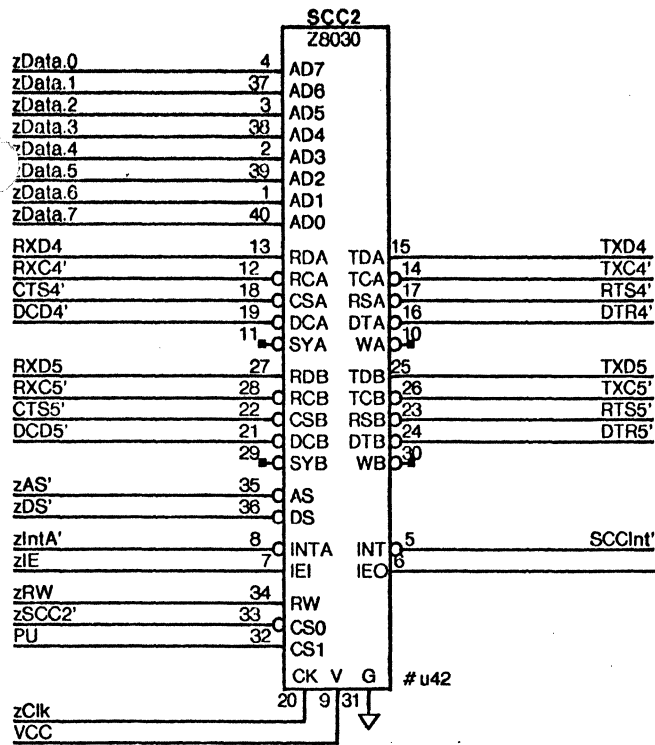 SCC2
Z8030
zData.0 4 AD7
zData.1 37 AD6
zData.2 3 AD5
zData.3 38 AD4
zData.4 2 AD3
zData.5 39 AD2
zData.6 1 AD1
zData.7 40 AD0
RXD4 13 RDA TDA 15 TXD4
RXC4' 12 RCA TCA 14 TXC4'
CTS4' 18 CSA RSA 17 RTS4'
DCD4' 19 DCA DTA 16 DTR4'
11 SYA WA 10
RXD5 27 RDB TDB 25 TXD5
RXC5' 28 RCB TCB 26 TXC5'
CTS5' 22 CSB RSB 23 RTS5'
DCD5' 21 DCB DTB 24 DTR5'
29 SYB WB 30
zAS' 35 AS
zDS' 36 DS
zIntA' 8 INTA INT 5 SCCInt'
zIE 7 IEI IEO 6
zRW 34 RW
zSCC2' 33 CS0
PU 32 CS1
CK V G #u42
20 9 31
zClk
VCC